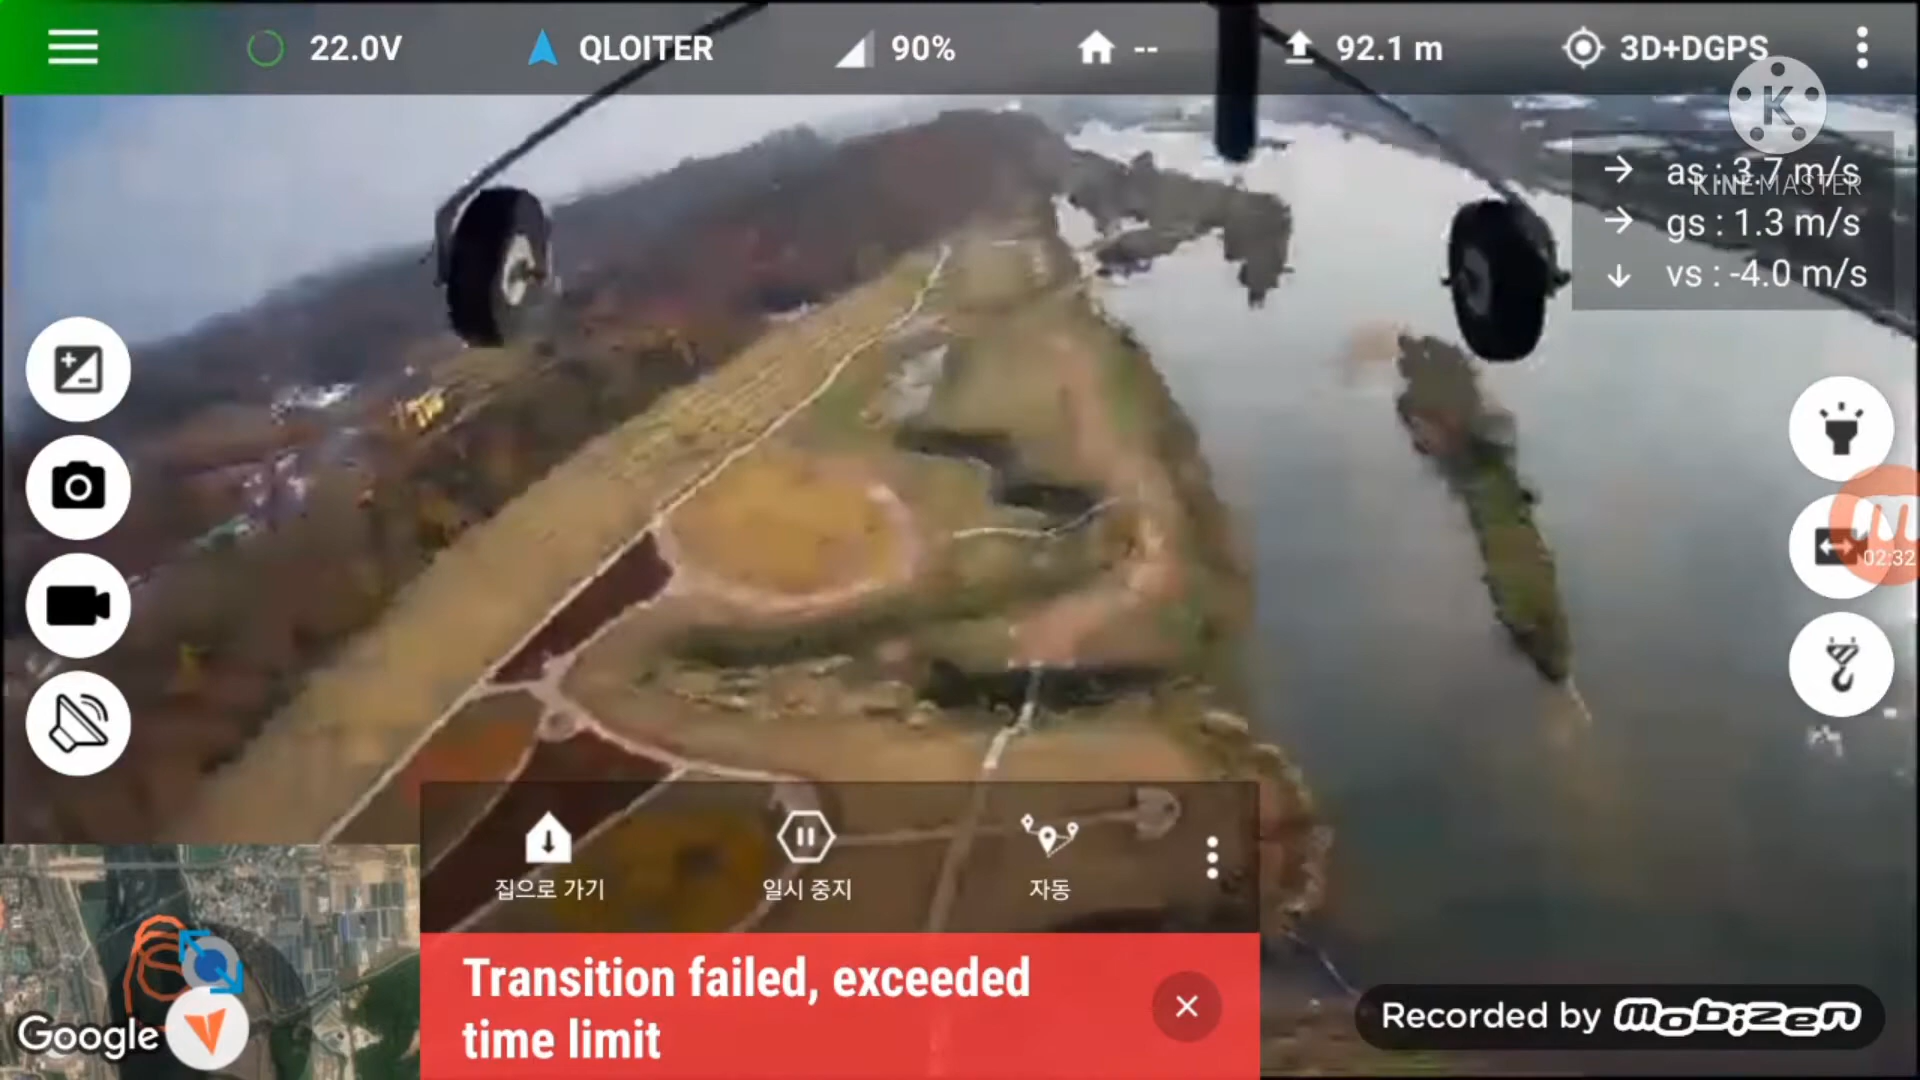 22.0V QLOITER 90% -- 92.1 m 3D+DGPS
K
KINEMASTER
as : 3.7 m/s
gs : 1.3 m/s
vs : -4.0 m/s
02:32
집으로 가기 일시 중지 자동
Transition failed, exceeded
time limit
Google
Recorded by mobizen